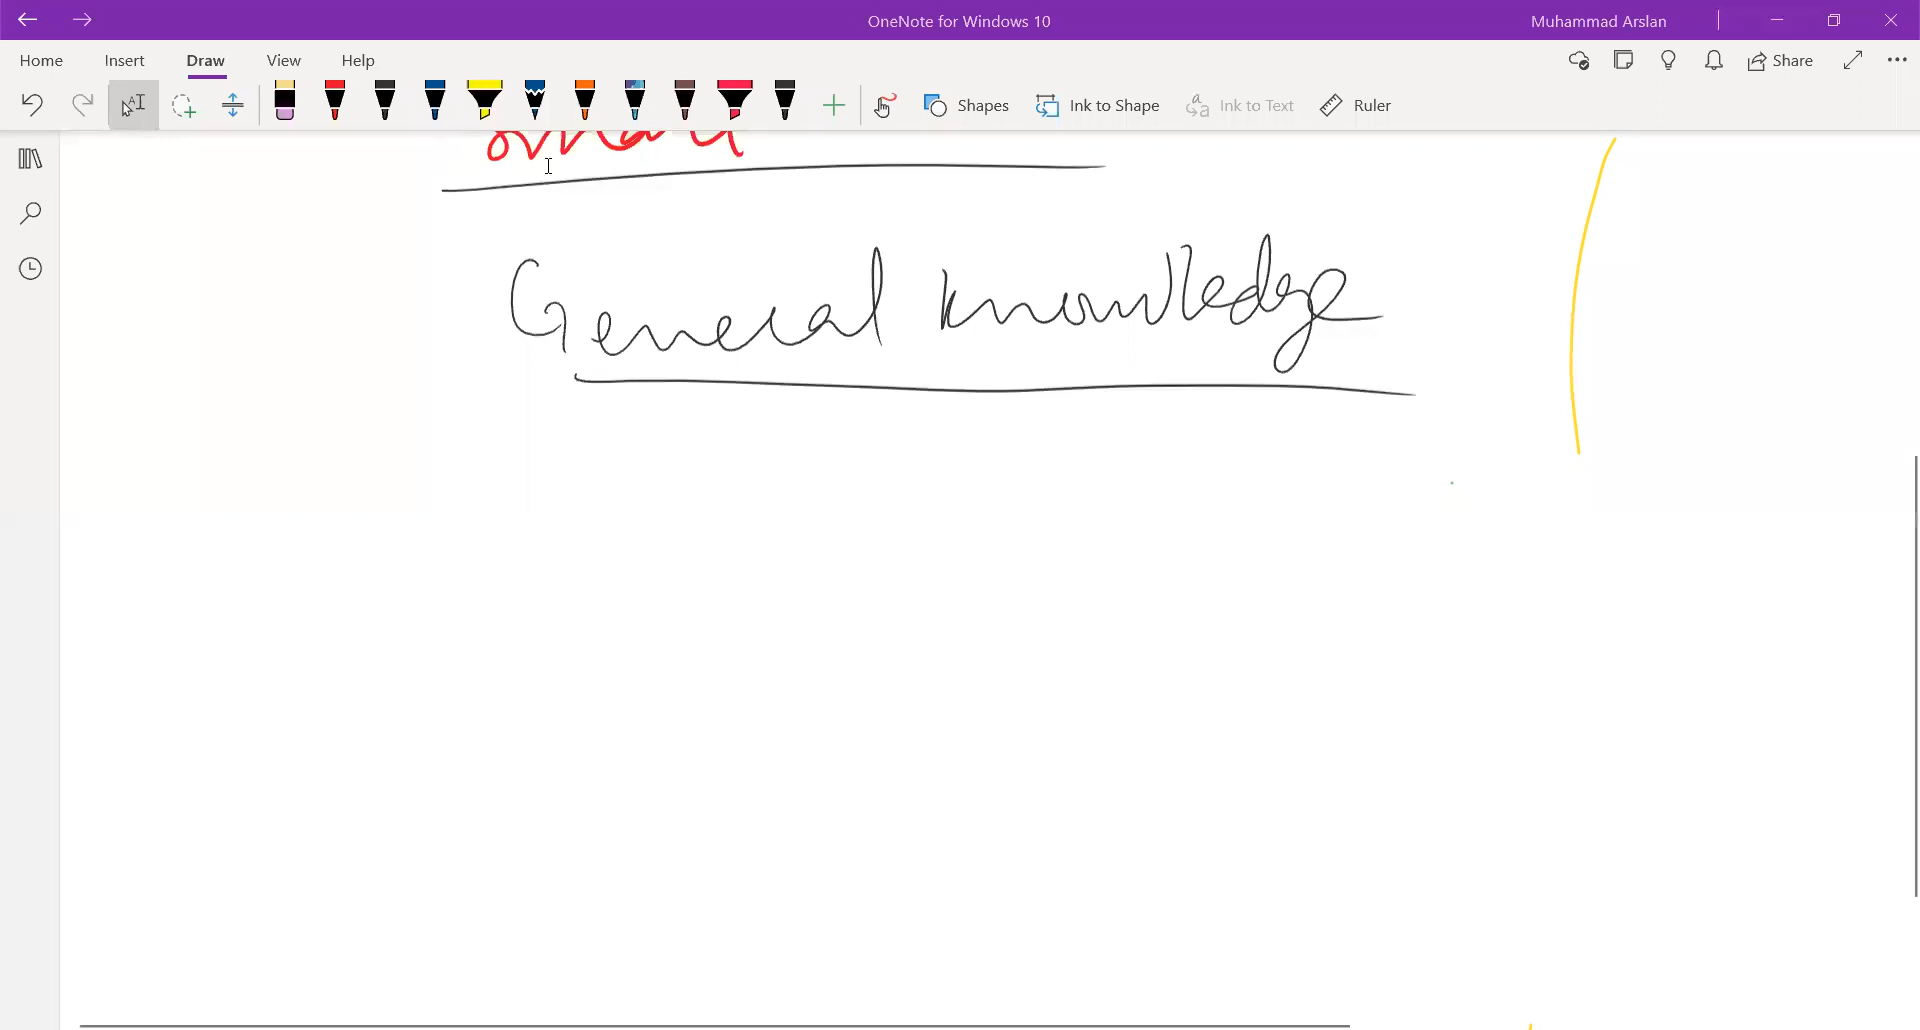 OneNote for Windows 10
Muhammad Arslan
Home Insert Draw View Help
Share
Shapes Ink to Shape Ink to Text Ruler
General knowledge